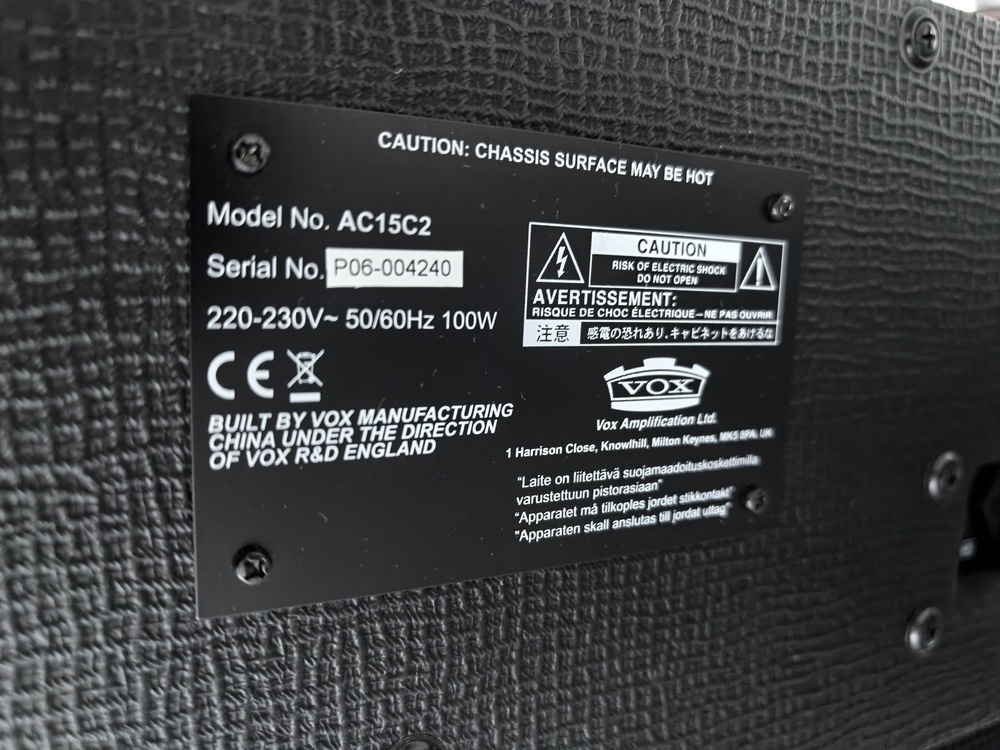 CAUTION: CHASSIS SURFACE MAY BE HOT
Model No. AC15C2
Serial No. P06-004240
220-230V~ 50/60Hz 100W
CE
BUILT BY VOX MANUFACTURING
CHINA UNDER THE DIRECTION
OF VOX R&D ENGLAND
CAUTION
RISK OF ELECTRIC SHOCK
DO NOT OPEN
AVERTISSEMENT:
RISQUE DE CHOC ÉLECTRIQUE–NE PAS OUVRIR
注意 感電の恐れあり、キャビネットをあけるな
VOX
Vox Amplification Ltd.
1 Harrison Close, Knowlhill, Milton Keynes, MK5 8PA, UK
"Laite on liitettävä suojamaadoituskoskettimilla
varustettuun pistorasiaan"
"Apparatet må tilkoples jordet stikkontakt"
"Apparaten skall anslutas till jordat uttag"